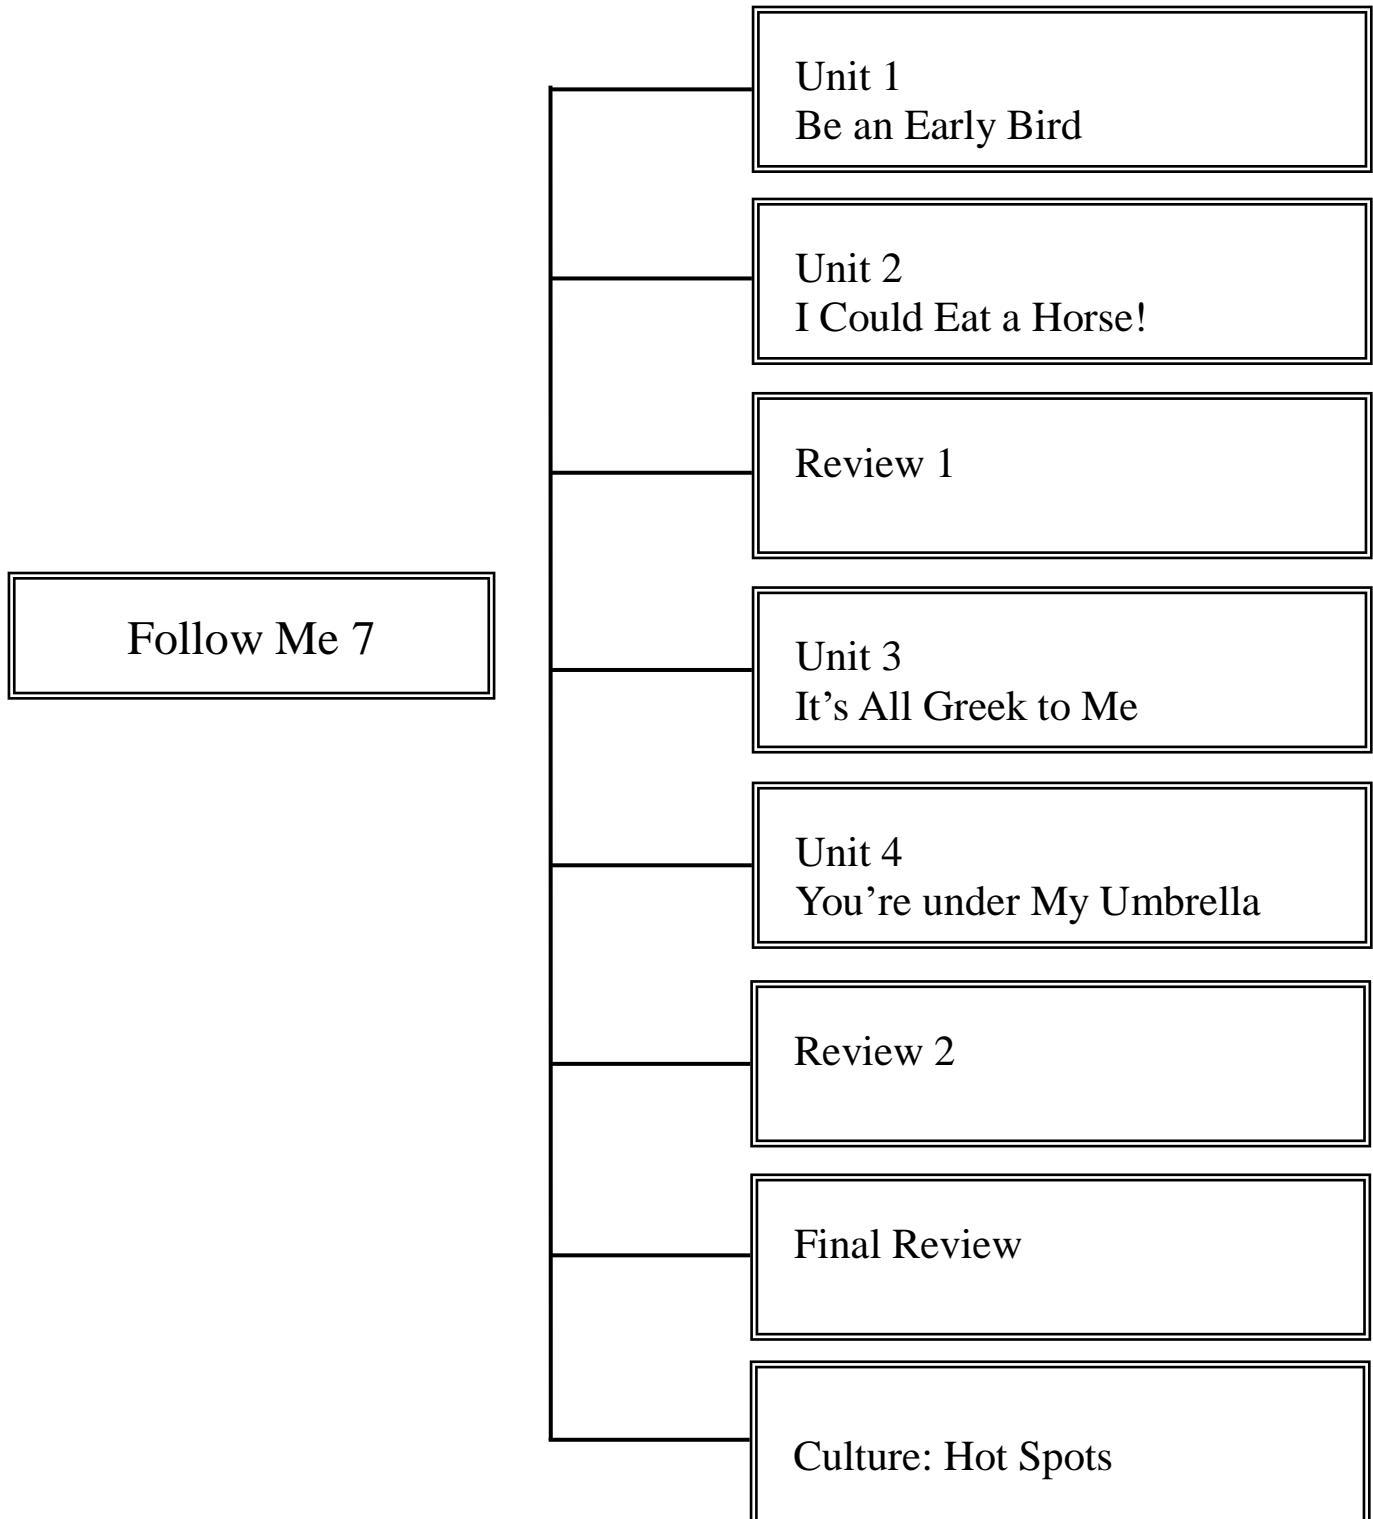 Follow Me 7
Unit 1
Be an Early Bird
Unit 2
I Could Eat a Horse!
Review 1
Unit 3
It’s All Greek to Me
Unit 4
You’re under My Umbrella
Review 2
Final Review
Culture: Hot Spots